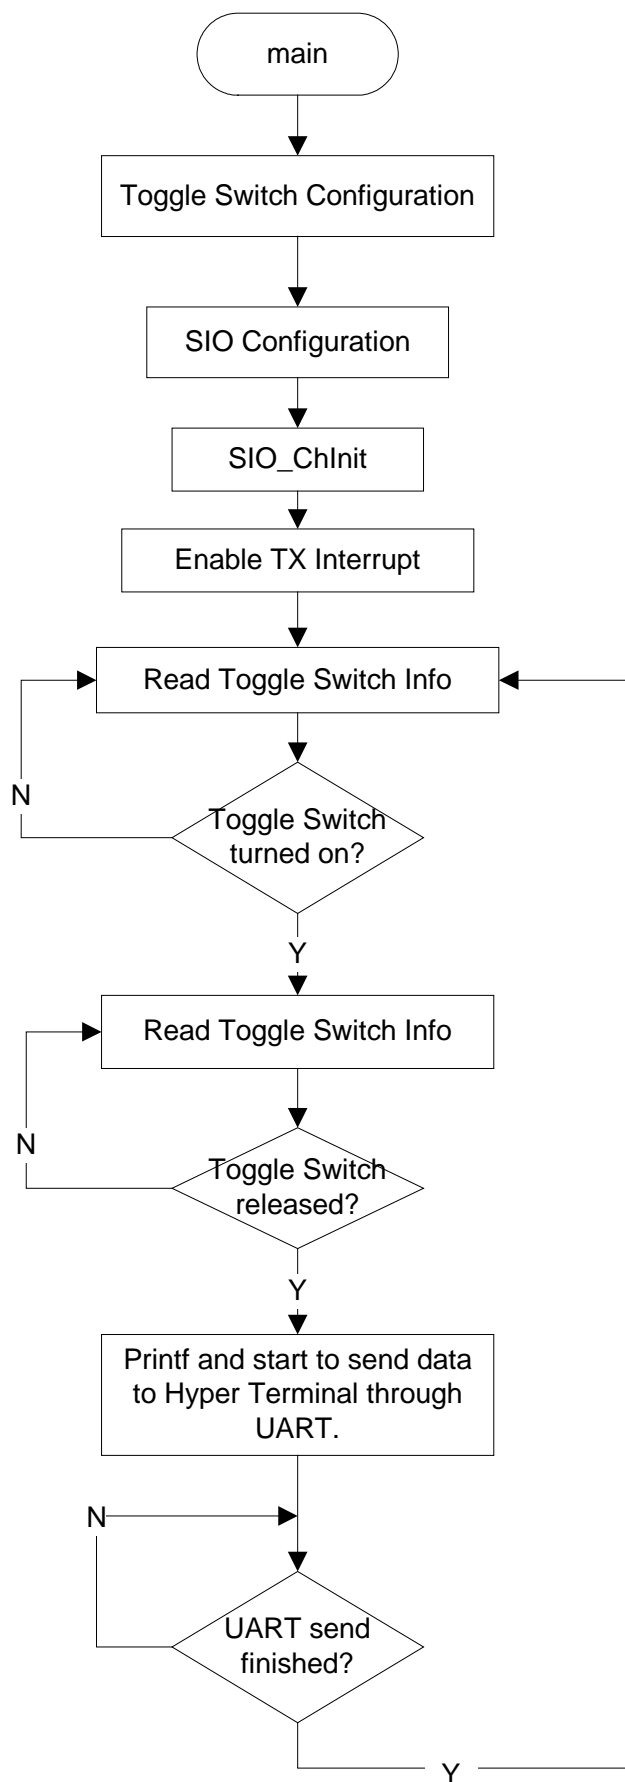 main
Toggle Switch Configuration
SIO Configuration
SIO_ChInit
Enable TX Interrupt
Read Toggle Switch Info
N
Toggle Switch
turned on?
Y
Read Toggle Switch Info
N
Toggle Switch
released?
Y
Printf and start to send data
to Hyper Terminal through
UART.
N
UART send
finished?
Y